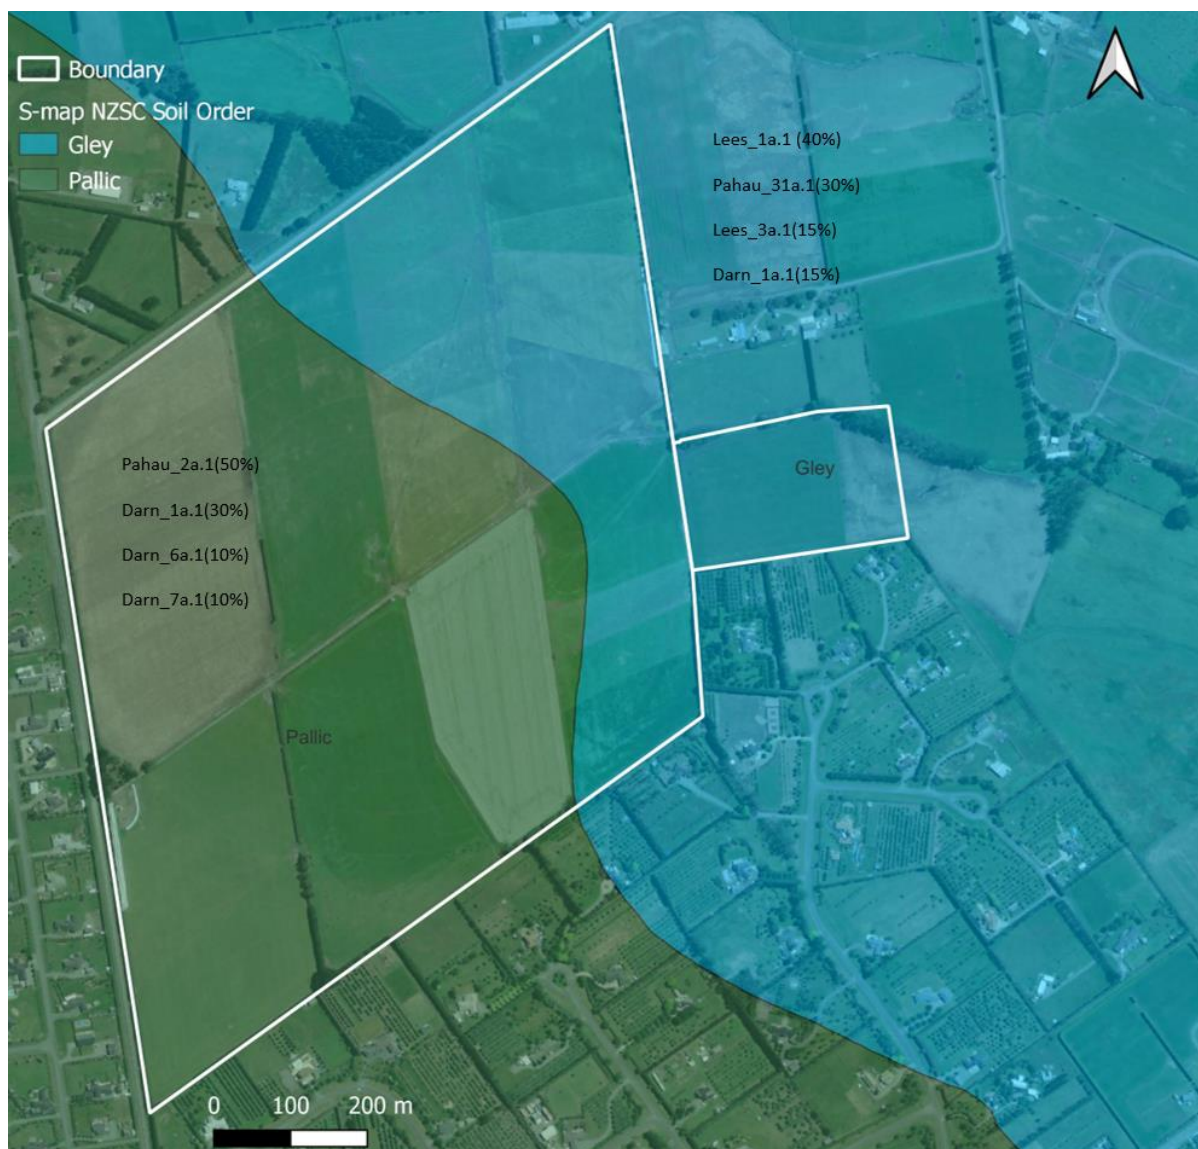 Boundary
S-map NZSC Soil Order
Gley
Pallic
Lees_1a.1 (40%)
Pahau_31a.1(30%)
Lees_3a.1(15%)
Darn_1a.1(15%)
Pahau_2a.1(50%)
Darn_1a.1(30%)
Darn_6a.1(10%)
Darn_7a.1(10%)
Gley
Pallic
0 100 200 m